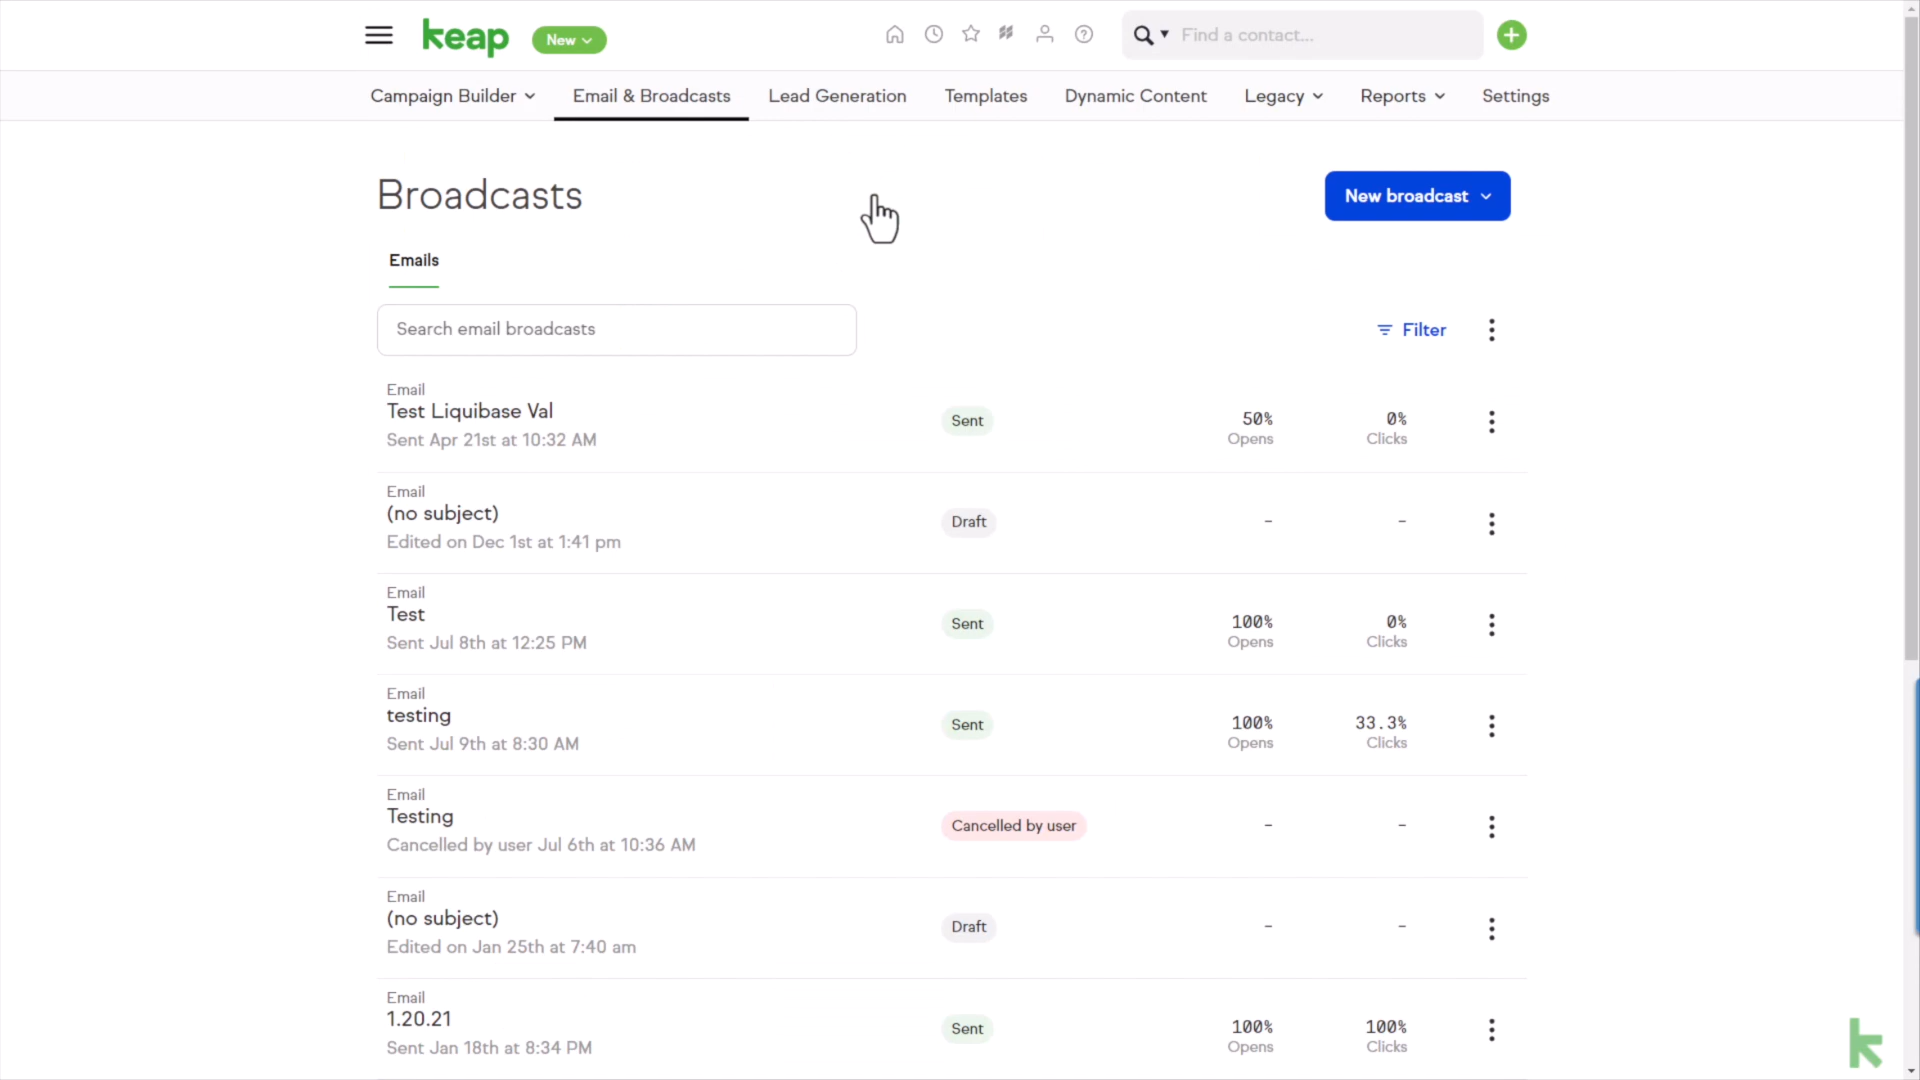 keap
New
Find a contact...
Campaign Builder
Email & Broadcasts
Lead Generation
Templates
Dynamic Content
Legacy
Reports
Settings
Broadcasts
New broadcast
Emails
Search email broadcasts
Filter
Email
Test Liquibase Val
Sent Apr 21st at 10:32 AM
Sent
50%
Opens
0%
Clicks
Email
(no subject)
Edited on Dec 1st at 1:41 pm
Draft
-
-
Email
Test
Sent Jul 8th at 12:25 PM
Sent
100%
Opens
0%
Clicks
Email
testing
Sent Jul 9th at 8:30 AM
Sent
100%
Opens
33.3%
Clicks
Email
Testing
Cancelled by user Jul 6th at 10:36 AM
Cancelled by user
-
-
Email
(no subject)
Edited on Jan 25th at 7:40 am
Draft
-
-
Email
1.20.21
Sent Jan 18th at 8:34 PM
Sent
100%
Opens
100%
Clicks
k